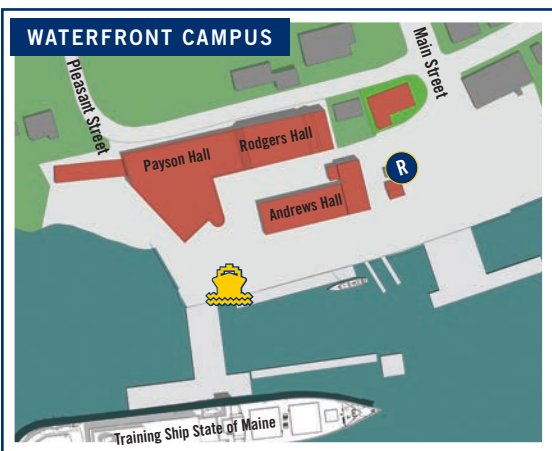 WATERFRONT CAMPUS
Pleasant Street
Main Street
Payson Hall
Rodgers Hall
R
Andrews Hall
Training Ship State of Maine